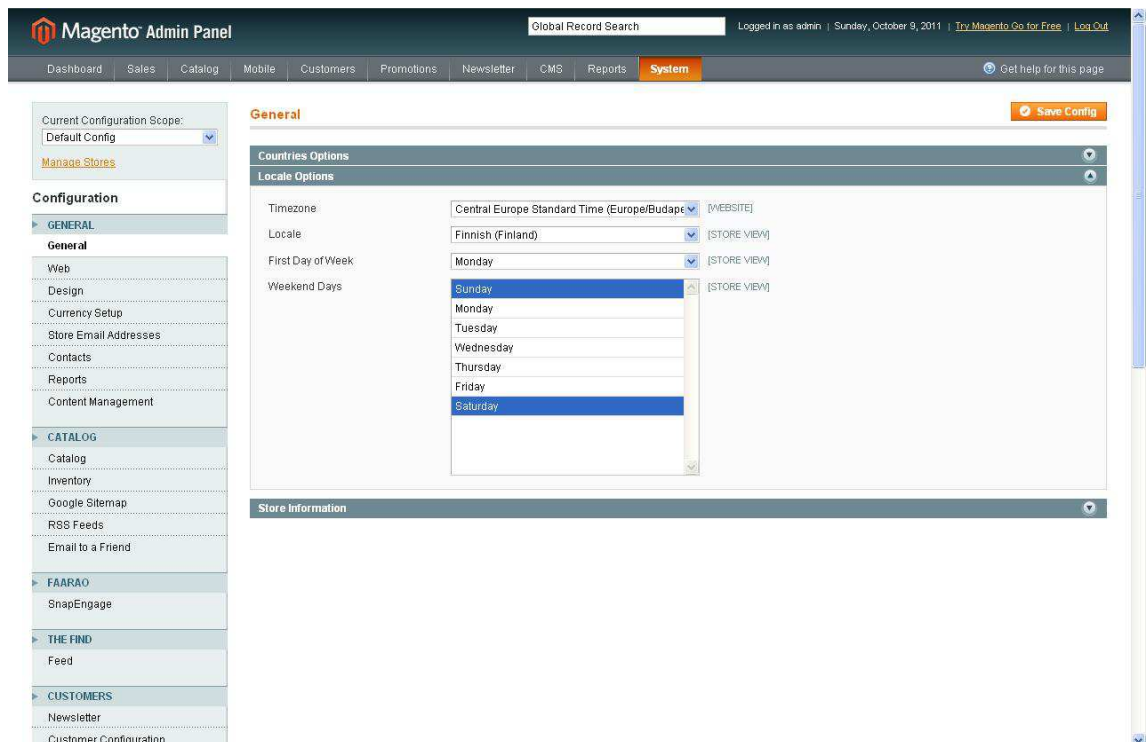 Magento Admin Panel
Global Record Search
Logged in as admin | Sunday, October 9, 2011 | Try Magento Go for Free | Log Out
Dashboard Sales Catalog Mobile Customers Promotions Newsletter CMS Reports System Get help for this page
Current Configuration Scope:
Default Config
Manage Stores
Configuration
GENERAL
General
Web
Design
Currency Setup
Store Email Addresses
Contacts
Reports
Content Management
CATALOG
Catalog
Inventory
Google Sitemap
RSS Feeds
Email to a Friend
FAARAO
SnapEngage
THE FIND
Feed
CUSTOMERS
Newsletter
Customer Configuration
General
Save Config
Countries Options
Locale Options
Timezone Central Europe Standard Time (Europe/Budape [WEBSITE]
Locale Finnish (Finland) [STORE VIEW]
First Day of Week Monday [STORE VIEW]
Weekend Days Sunday [STORE VIEW]
Monday
Tuesday
Wednesday
Thursday
Friday
Saturday
Store Information